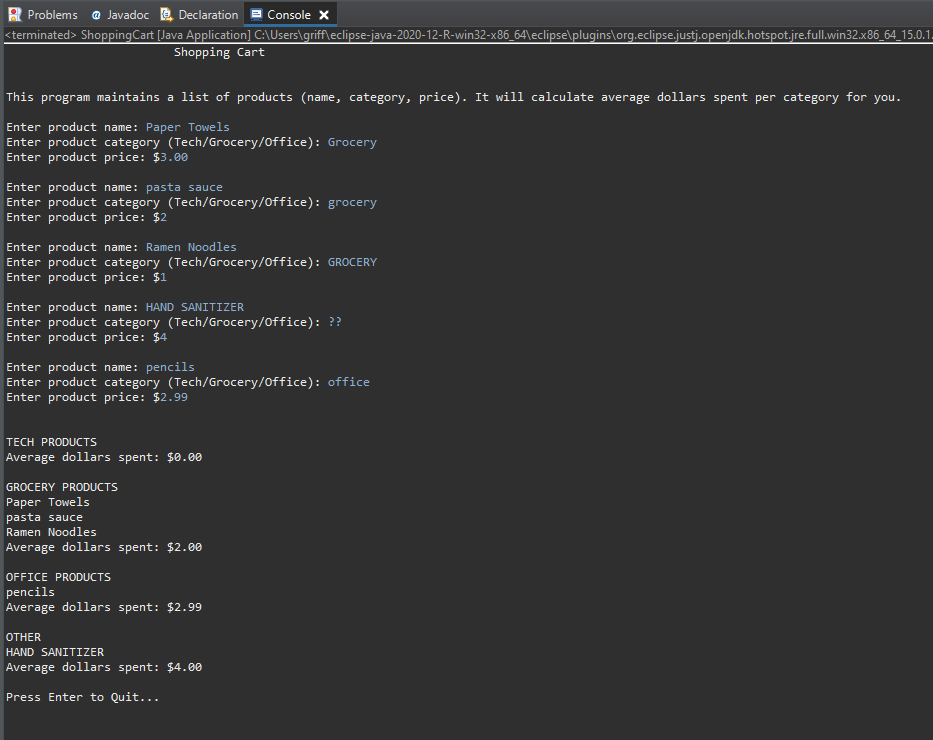 Problems @ Javadoc Declaration Console
<terminated> ShoppingCart [Java Application] C:\Users\griff\eclipse-java-2020-12-R-win32-x86_64\eclipse\plugins\org.eclipse.justj.openjdk.hotspot.jre.full.win32.x86_64_15.0.1.
Shopping Cart
This program maintains a list of products (name, category, price). It will calculate average dollars spent per category for you.
Enter product name: Paper Towels
Enter product category (Tech/Grocery/Office): Grocery
Enter product price: $3.00
Enter product name: pasta sauce
Enter product category (Tech/Grocery/Office): grocery
Enter product price: $2
Enter product name: Ramen Noodles
Enter product category (Tech/Grocery/Office): GROCERY
Enter product price: $1
Enter product name: HAND SANITIZER
Enter product category (Tech/Grocery/Office): ??
Enter product price: $4
Enter product name: pencils
Enter product category (Tech/Grocery/Office): office
Enter product price: $2.99
TECH PRODUCTS
Average dollars spent: $0.00
GROCERY PRODUCTS
Paper Towels
pasta sauce
Ramen Noodles
Average dollars spent: $2.00
OFFICE PRODUCTS
pencils
Average dollars spent: $2.99
OTHER
HAND SANITIZER
Average dollars spent: $4.00
Press Enter to Quit...